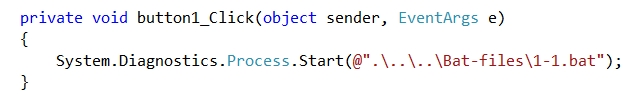 private void button1_Click(object sender, EventArgs e)
{
    System.Diagnostics.Process.Start(@".\..\..\Bat-files\1-1.bat");
}